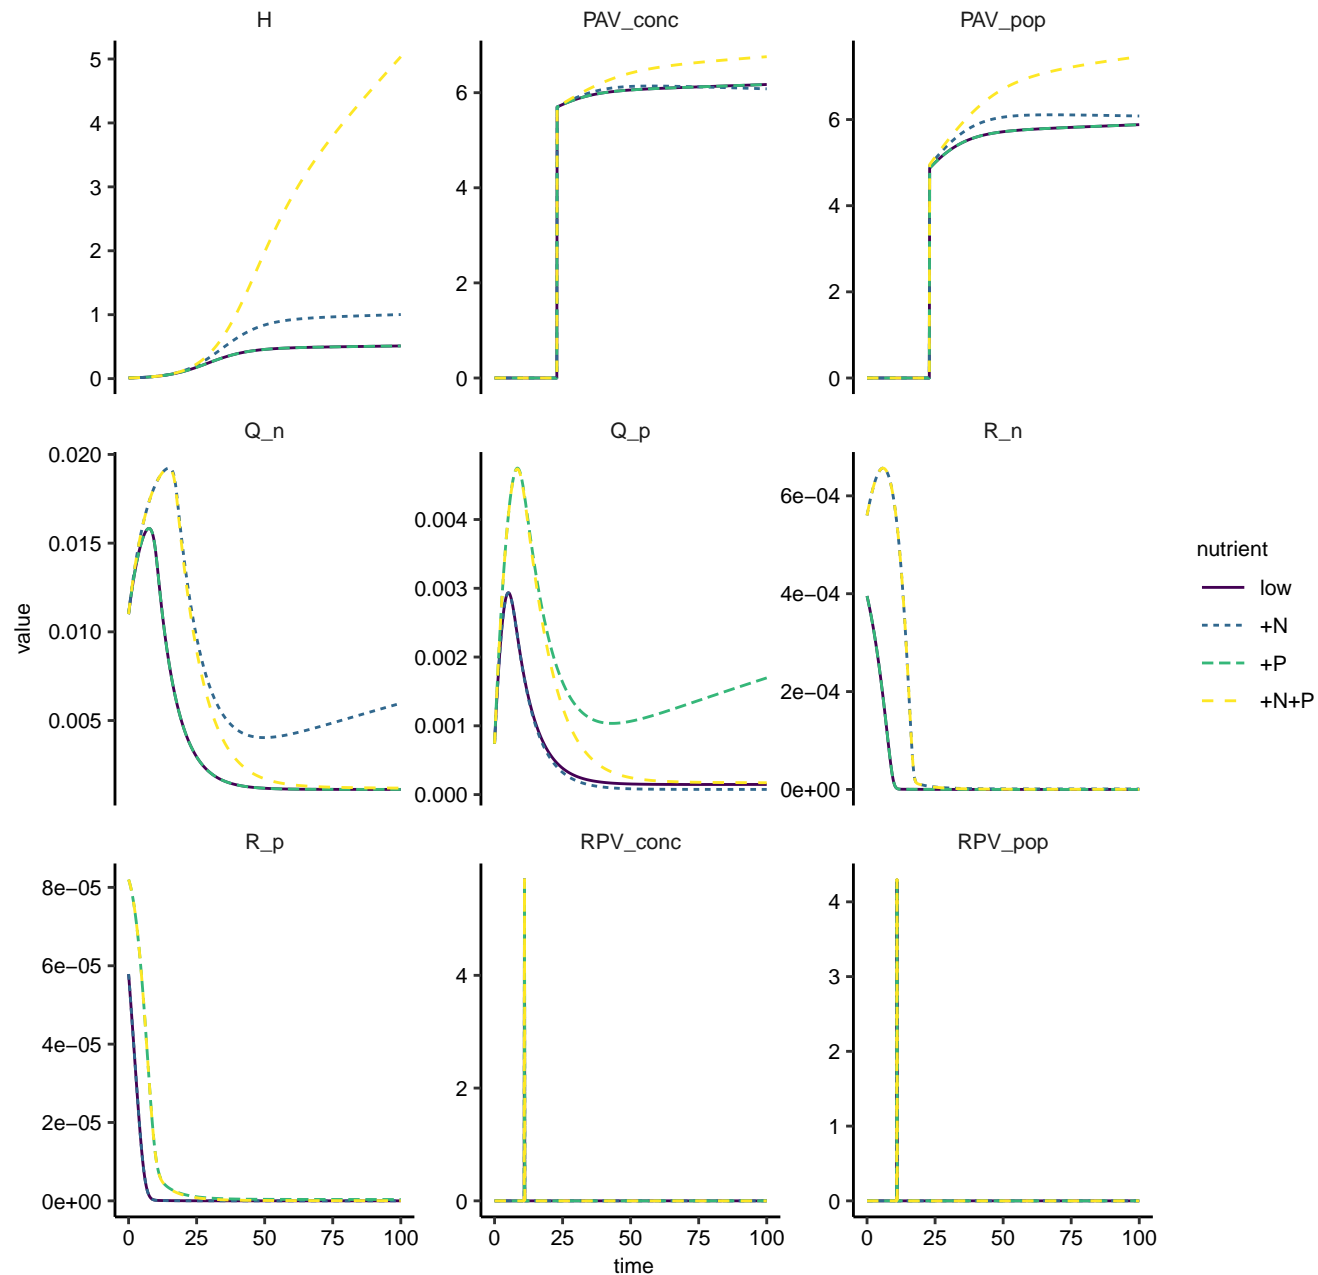 H PAV_conc PAV_pop
5
4
3
2
1
0
6
4
2
0
6
4
2
0
Q_n Q_p R_n
0.020
0.015
0.010
0.005
0.004
0.003
0.002
0.001
0.000
6e−04
4e−04
2e−04
0e+00
R_p RPV_conc RPV_pop
8e−05
6e−05
4e−05
2e−05
0e+00
4
2
0
4
3
2
1
0
0 25 50 75 100
0 25 50 75 100
0 25 50 75 100
time
value
nutrient
low
+N
+P
+N+P